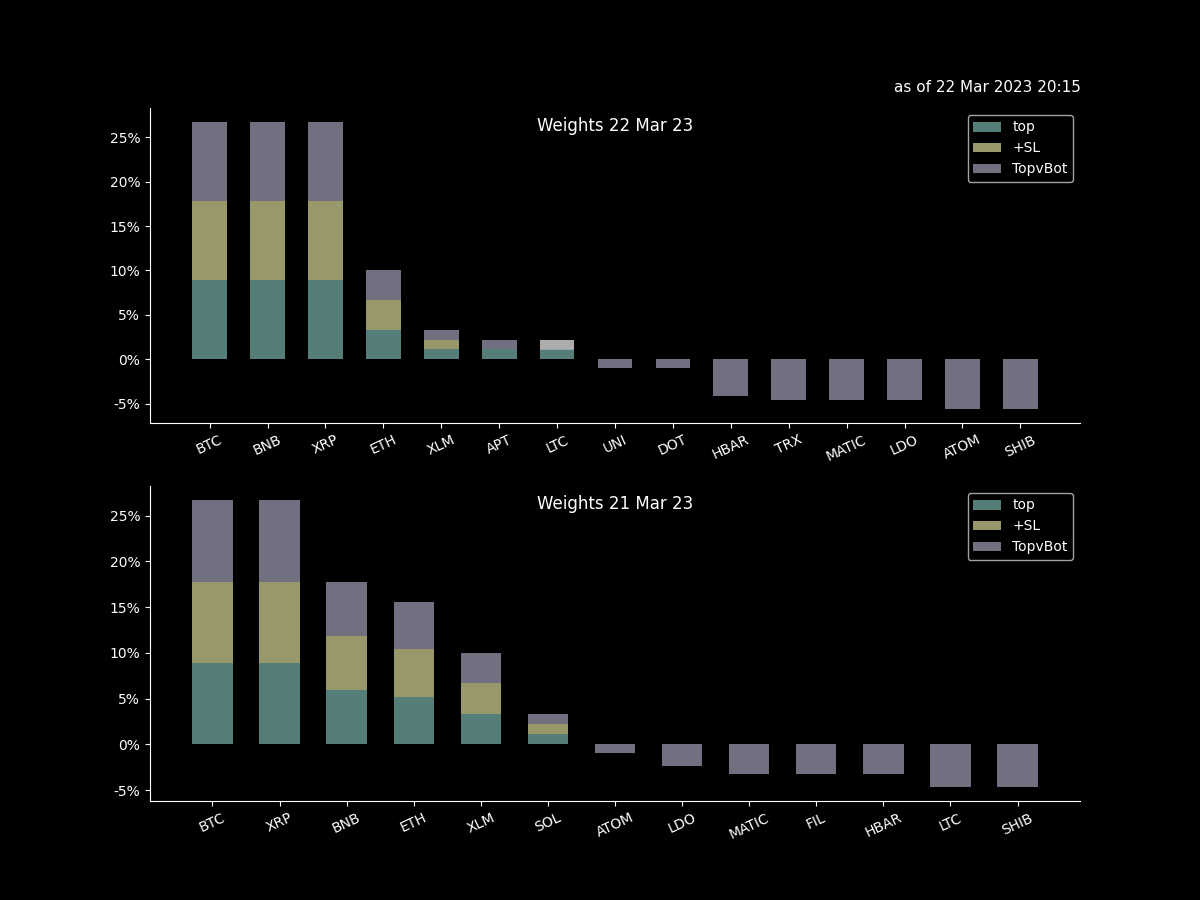 as of 22 Mar 2023 20:15
Weights 22 Mar 23
top
+SL
TopvBot
25%
20%
15%
10%
5%
0%
-5%
BTC BNB XRP ETH XLM APT LTC UNI DOT HBAR TRX MATIC LDO ATOM SHIB
Weights 21 Mar 23
top
+SL
TopvBot
25%
20%
15%
10%
5%
0%
-5%
BTC XRP BNB ETH XLM SOL ATOM LDO MATIC FIL HBAR LTC SHIB